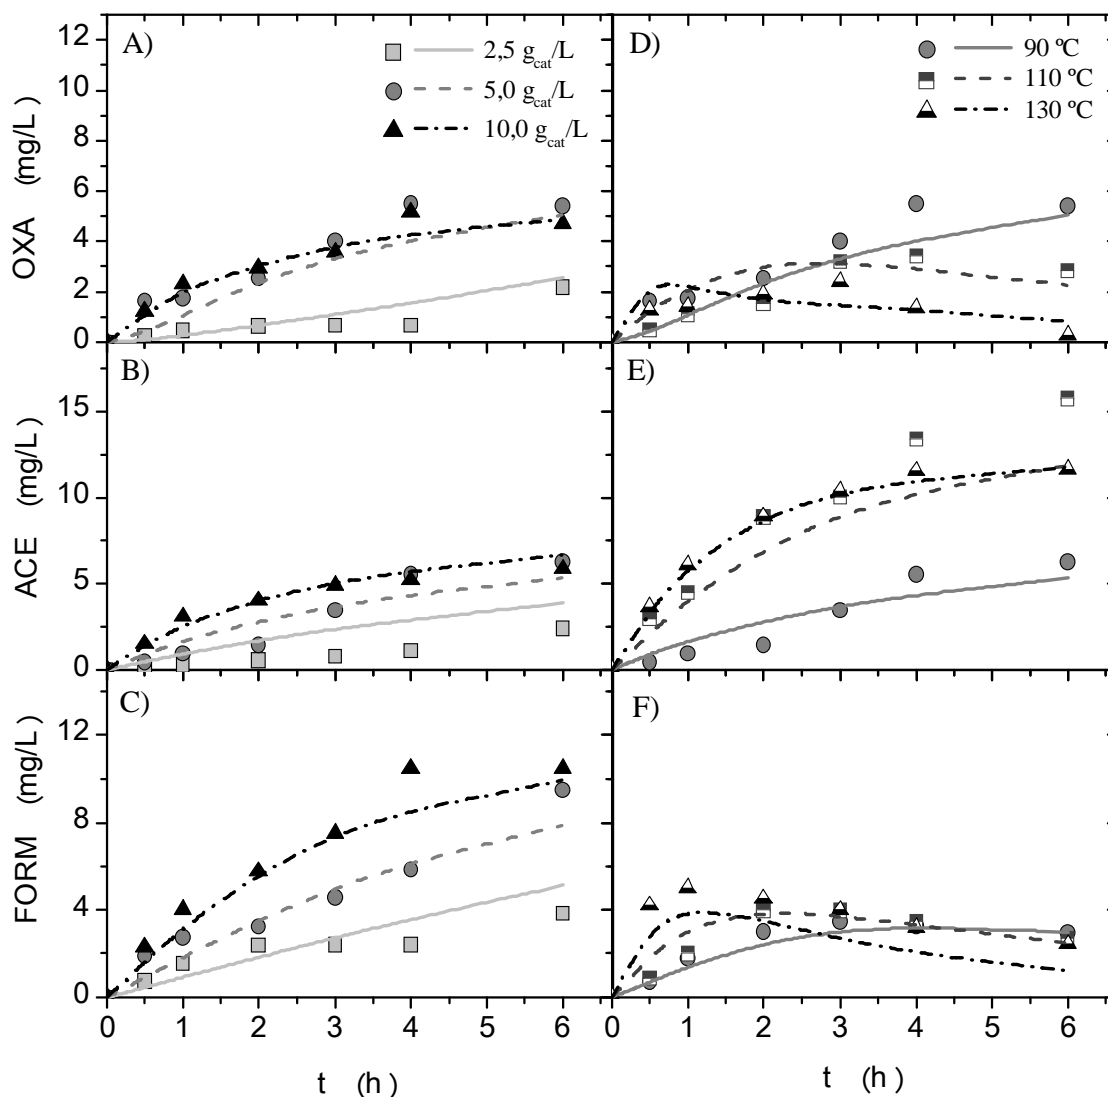 A)
2,5 g_cat/L
5,0 g_cat/L
10,0 g_cat/L
12
10
8
6
4
2
0
OXA (mg/L)
D)
90 ºC
110 ºC
130 ºC
B)
15
10
5
0
ACE (mg/L)
E)
C)
12
8
4
0
FORM (mg/L)
0 1 2 3 4 5 6
t (h)
F)
0 1 2 3 4 5 6
t (h)